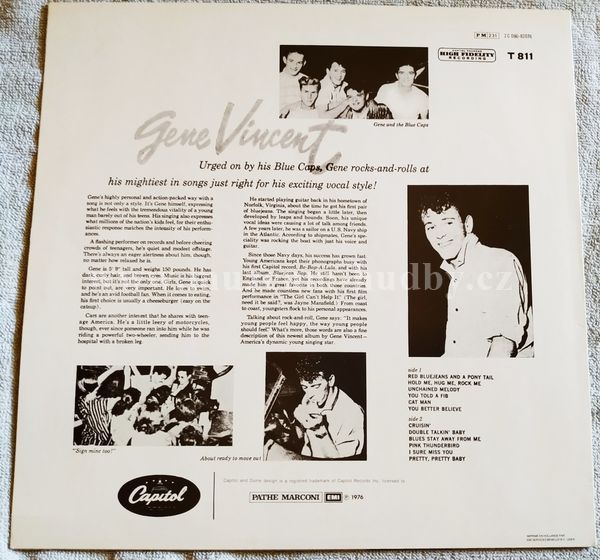 PM 231
2 C 068-82076
CAPITOL RECORDS
HIGH FIDELITY
RECORDING
T 811
Gene and the Blue Caps
Gene Vincent
Urged on by his Blue Caps, Gene rocks-and-rolls at
his mightiest in songs just right for his exciting vocal style!
Gene's highly personal and action-packed way with a
song is not only a style. It's Gene himself, expressing
what he feels with the tremendous vitality of a young
man barely out of his teens. His singing also expresses
what millions of the nation's kids feel, for their enthu-
siastic response matches the intensity of his perform-
ances.
A flashing performer on records and before cheering
crowds of teenagers, he's quiet and modest offstage.
There's always an eager alertness about him, though,
no matter how relaxed he is.
Gene is 5' 8" tall and weighs 150 pounds. He has
black, curly hair, and brown eyes. Music is his biggest
interest, but it's not the only one. Girls, Gene is quick
to point out, are very important. He loves to swim,
and he's an avid football fan. When it comes to eating,
his first choice is usually a cheeseburger (easy on the
catsup).
Cars are another interest that he shares with teen-
age America. He's a little leery of motorcycles,
though, ever since someone ran into him while he was
riding a powerful two-wheeler, sending him to the
hospital with a broken leg.
He started playing guitar back in his hometown of
Norfolk, Virginia, about the time he got his first pair
of bluejeans. The singing began a little later, then
developed by leaps and bounds. Soon, his unique
vocal ideas were causing a lot of talk among friends.
A few years later, he was a sailor on a U.S. Navy ship
in the Atlantic. According to shipmates, Gene's spe-
ciality was rocking the boat with just his voice and
guitar.
Since those Navy days, his success has grown fast.
Young Americans kept their phonographs busy with
his first Capitol record, Be-Bop-A-Lula, and with his
last album, Bluejean Bop. He still hasn't been to
England or France, yet his recordings have already
made him a great favorite in both those countries.
And he made countless new fans with his first film
performance in "The Girl Can't Help It." (The girl,
need it be said, was Jayne Mansfield.) From coast
to coast, youngsters flock to his personal appearances.
Talking about rock-and-roll, Gene says: "It makes
young people feel happy, the way young people
should feel!" What's more, those words are also a fine
description of this newest album by Gene Vincent—
America's dynamic young singing star.
side 1
RED BLUEJEANS AND A PONY TAIL
HOLD ME, HUG ME, ROCK ME
UNCHAINED MELODY
YOU TOLD A FIB
CAT MAN
YOU BETTER BELIEVE
side 2
CRUISIN'
DOUBLE TALKIN' BABY
BLUES STAY AWAY FROM ME
PINK THUNDERBIRD
I SURE MISS YOU
PRETTY, PRETTY BABY
"Sign mine too!"
About ready to move out
Capitol
Capitol and Dome design is a registered trademark of Capitol Records Inc. licensed to
PATHE MARCONI EMI ℗ 1976